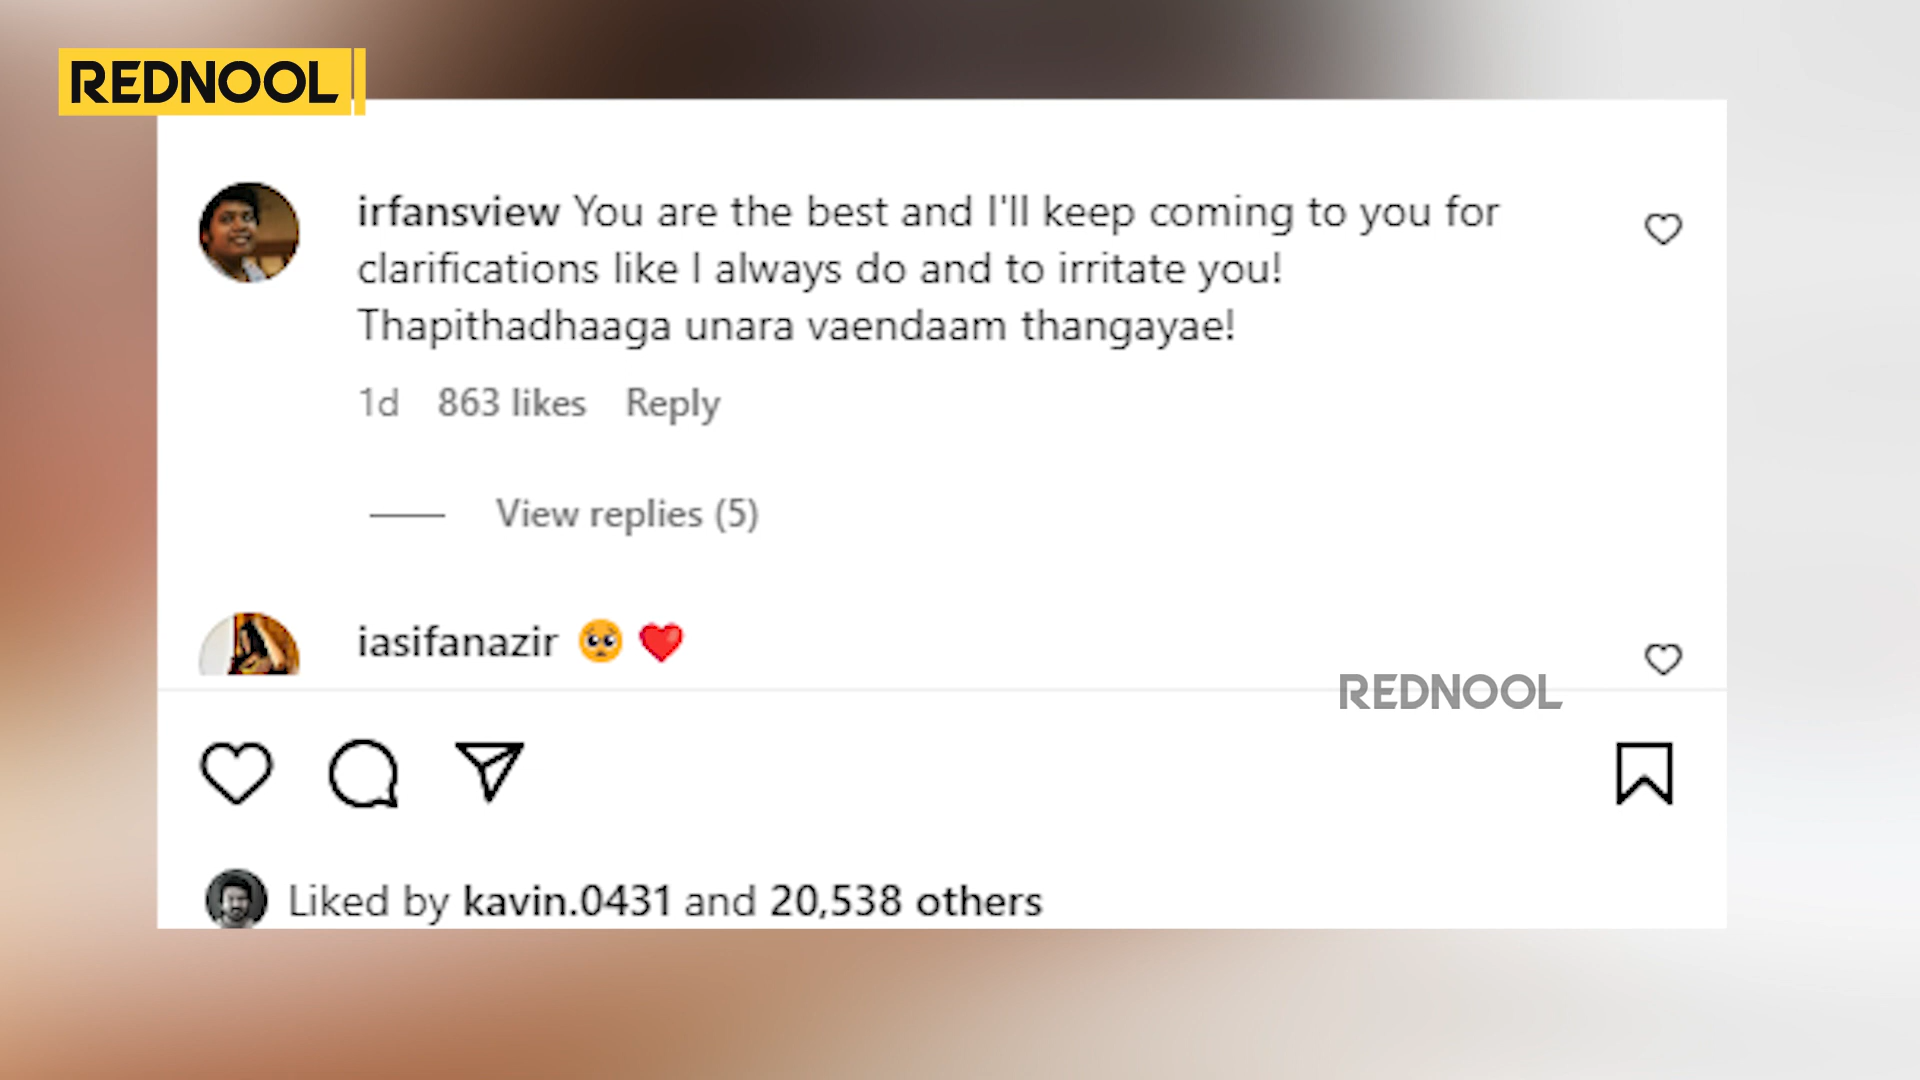 REDNOOL
irfansview You are the best and I'll keep coming to you for
clarifications like I always do and to irritate you!
Thapithadhaaga unara vaendaam thangayae!
1d 863 likes Reply
View replies (5)
iasifanazir 🥺 ❤️
REDNOOL
Liked by kavin.0431 and 20,538 others